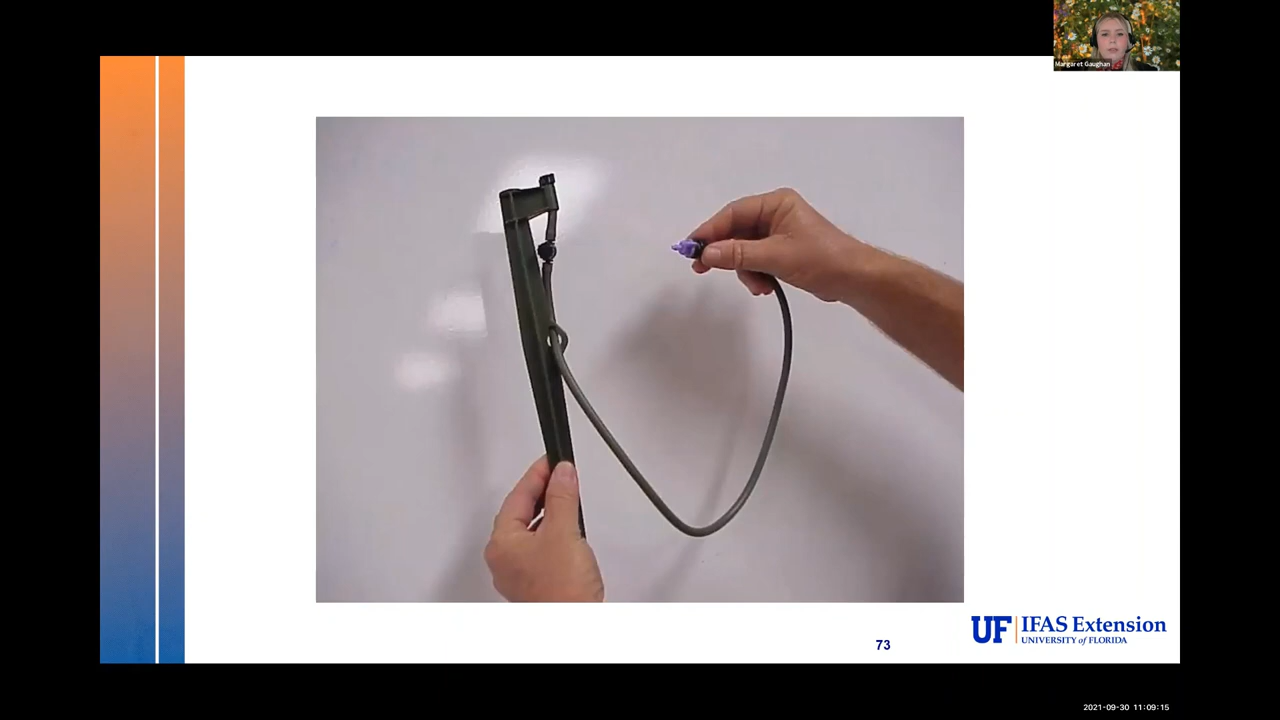 Margaret Gaughan
UF IFAS Extension
UNIVERSITY of FLORIDA
73
2021-09-30 11:09:15